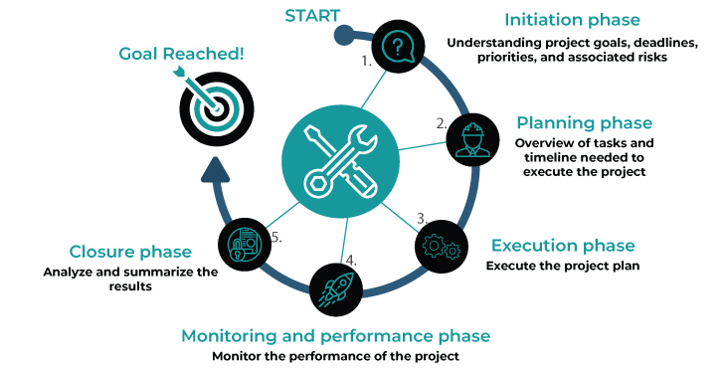 START
1.
Initiation phase
Understanding project goals, deadlines,
priorities, and associated risks
2.
Planning phase
Overview of tasks and
timeline needed to
execute the project
3.
Execution phase
Execute the project plan
4.
Monitoring and performance phase
Monitor the performance of the project
5.
Closure phase
Analyze and summarize the
results
Goal Reached!